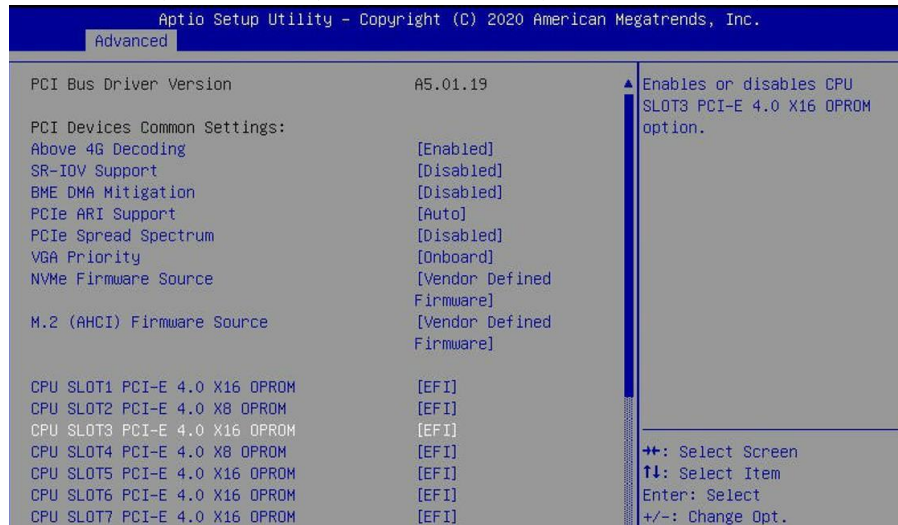 Aptio Setup Utility – Copyright (C) 2020 American Megatrends, Inc.
Advanced
PCI Bus Driver Version A5.01.19
PCI Devices Common Settings:
Above 4G Decoding [Enabled]
SR-IOV Support [Disabled]
BME DMA Mitigation [Disabled]
PCIe ARI Support [Auto]
PCIe Spread Spectrum [Disabled]
VGA Priority [Onboard]
NVMe Firmware Source [Vendor Defined
Firmware]
M.2 (AHCI) Firmware Source [Vendor Defined
Firmware]
CPU SLOT1 PCI-E 4.0 X16 OPROM [EFI]
CPU SLOT2 PCI-E 4.0 X8 OPROM [EFI]
CPU SLOT3 PCI-E 4.0 X16 OPROM [EFI]
CPU SLOT4 PCI-E 4.0 X8 OPROM [EFI]
CPU SLOT5 PCI-E 4.0 X16 OPROM [EFI]
CPU SLOT6 PCI-E 4.0 X16 OPROM [EFI]
CPU SLOT7 PCI-E 4.0 X16 OPROM [EFI]
Enables or disables CPU
SLOT3 PCI-E 4.0 X16 OPROM
option.
→←: Select Screen
↑↓: Select Item
Enter: Select
+/-: Change Opt.